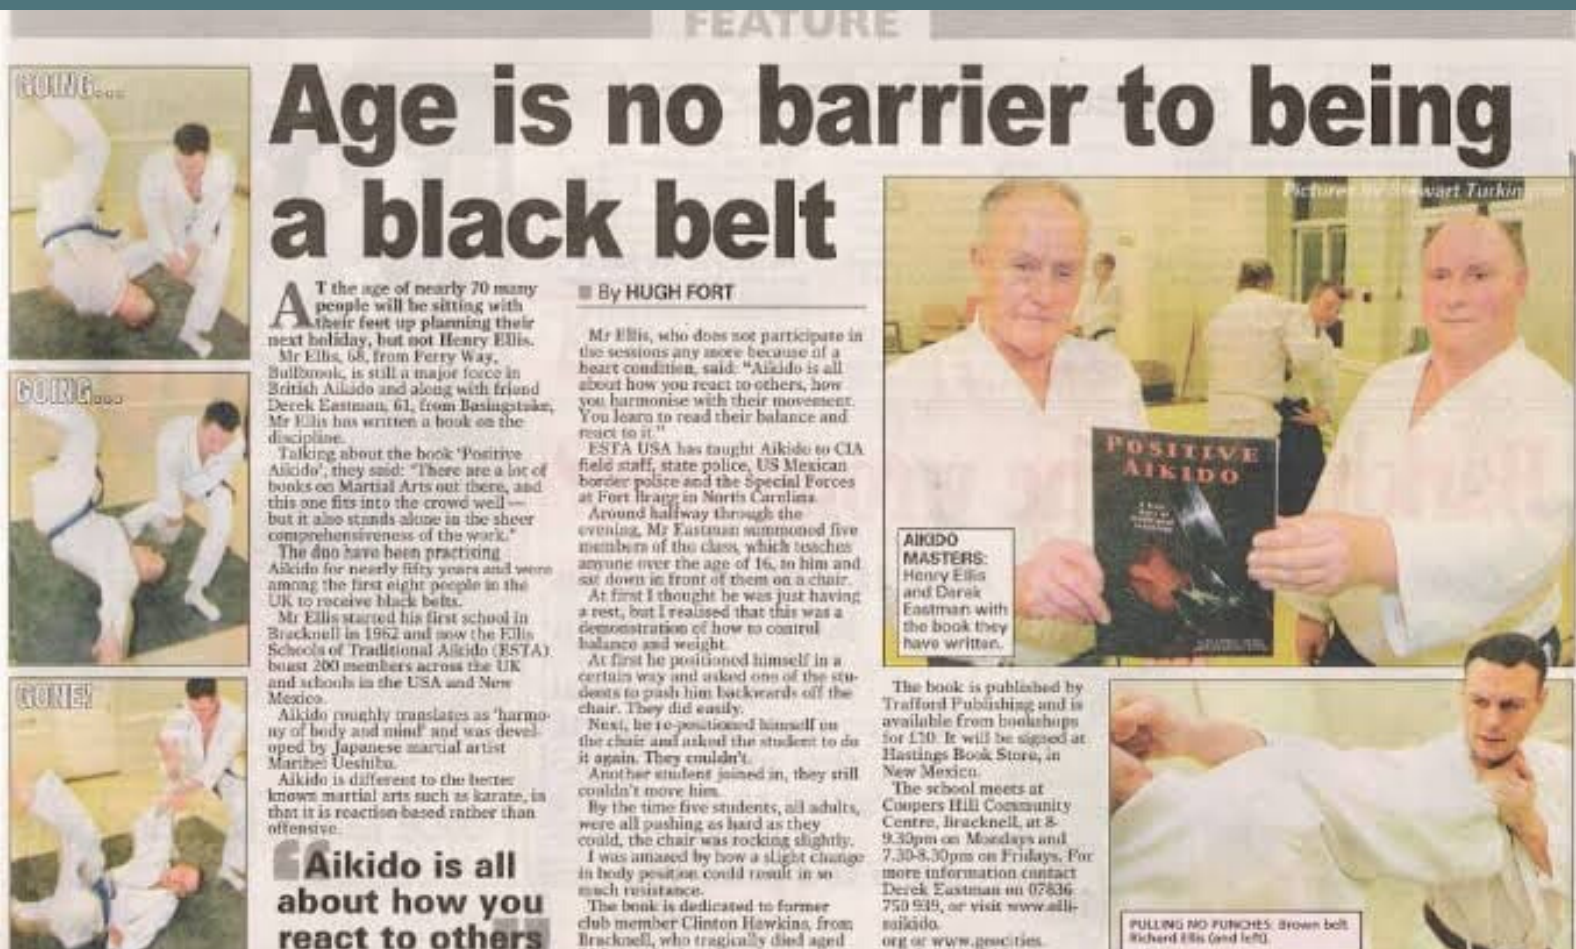 FEATURE
Age is no barrier to being
a black belt
GOING...
GOING...
GONE!
AT the age of nearly 70 many
people will be sitting with
their feet up planning their
next holiday, but not Henry Ellis.
Mr Ellis, 68, from Ferry Way,
Bullbrook, is still a major force in
British Aikido and along with friend
Derek Eastman, 61, from Basingstoke,
Mr Ellis has written a book on the
discipline.
Talking about the book 'Positive
Aikido', they said: "There are a lot of
books on Martial Arts out there, and
this one fits into the crowd well —
but it also stands alone in the sheer
comprehensiveness of the work."
The duo have been practising
Aikido for nearly fifty years and were
among the first eight people in the
UK to receive black belts.
Mr Ellis started his first school in
Bracknell in 1962 and now the Ellis
Schools of Traditional Aikido (ESTA)
boast 200 members across the UK
and schools in the USA and New
Mexico.
Aikido roughly translates as 'harmo-
ny of body and mind' and was devel-
oped by Japanese martial artist
Morihei Ueshiba.
Aikido is different to the better
known martial arts such as karate, in
that it is reaction-based rather than
offensive.
"Aikido is all
about how you
react to others"
By HUGH FORT
Mr Ellis, who does not participate in
the sessions any more because of a
heart condition, said: "Aikido is all
about how you react to others, how
you harmonise with their movement.
You learn to read their balance and
react to it."
ESTA USA has taught Aikido to CIA
field staff, state police, US Mexican
border police and the Special Forces
at Fort Bragg in North Carolina.
Around halfway through the
evening, Mr Eastman summoned five
members of the class, which teaches
anyone over the age of 16, to him and
sat down in front of them on a chair.
At first I thought he was just having
a rest, but I realised that this was a
demonstration of how to control
balance and weight.
At first he positioned himself in a
certain way and asked one of the stu-
dents to push him backwards off the
chair. They did easily.
Next, he re-positioned himself on
the chair and asked the student to do
it again. They couldn't.
Another student joined in, they still
couldn't move him.
By the time five students, all adults,
were all pushing as hard as they
could, the chair was rocking slightly.
I was amazed by how a slight change
in body position could result in so
much resistance.
The book is dedicated to former
club member Clinton Hawkins, from
Bracknell, who tragically died aged
Pictures by Stewart Turkington
POSITIVE
AIKIDO
AIKIDO
MASTERS:
Henry Ellis
and Derek
Eastman with
the book they
have written.
The book is published by
Trafford Publishing and is
available from bookshops
for £20. It will be signed at
Hastings Book Store, in
New Mexico.
The school meets at
Coopers Hill Community
Centre, Bracknell, at 8-
9.30pm on Mondays and
7.30-8.30pm on Fridays. For
more information contact
Derek Eastman on 07836
750 939, or visit www.elli-
saikido.
org or www.geocities.
PULLING NO PUNCHES: Brown belt
Richard Ellis (and left).